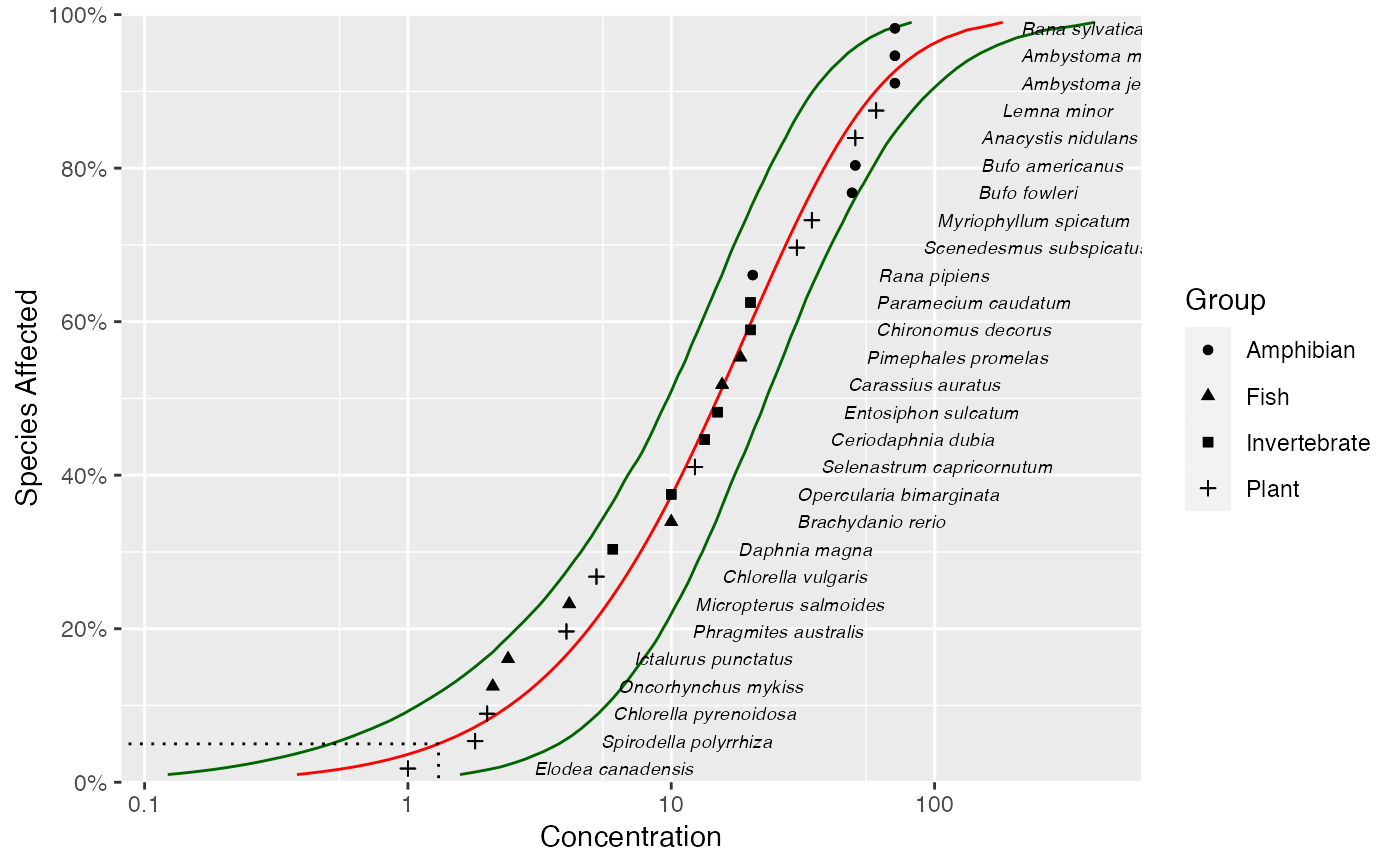 100%
80%
60%
40%
20%
0%
Species Affected
Rana sylvatica
Ambystoma m
Ambystoma je
Lemna minor
Anacystis nidulans
Bufo americanus
Bufo fowleri
Myriophyllum spicatum
Scenedesmus subspicatus
Rana pipiens
Paramecium caudatum
Chironomus decorus
Pimephales promelas
Carassius auratus
Entosiphon sulcatum
Ceriodaphnia dubia
Selenastrum capricornutum
Opercularia bimarginata
Brachydanio rerio
Daphnia magna
Chlorella vulgaris
Micropterus salmoides
Phragmites australis
Ictalurus punctatus
Oncorhynchus mykiss
Chlorella pyrenoidosa
Spirodella polyrrhiza
Elodea canadensis
0.1 1 10 100
Concentration
Group
Amphibian
Fish
Invertebrate
Plant